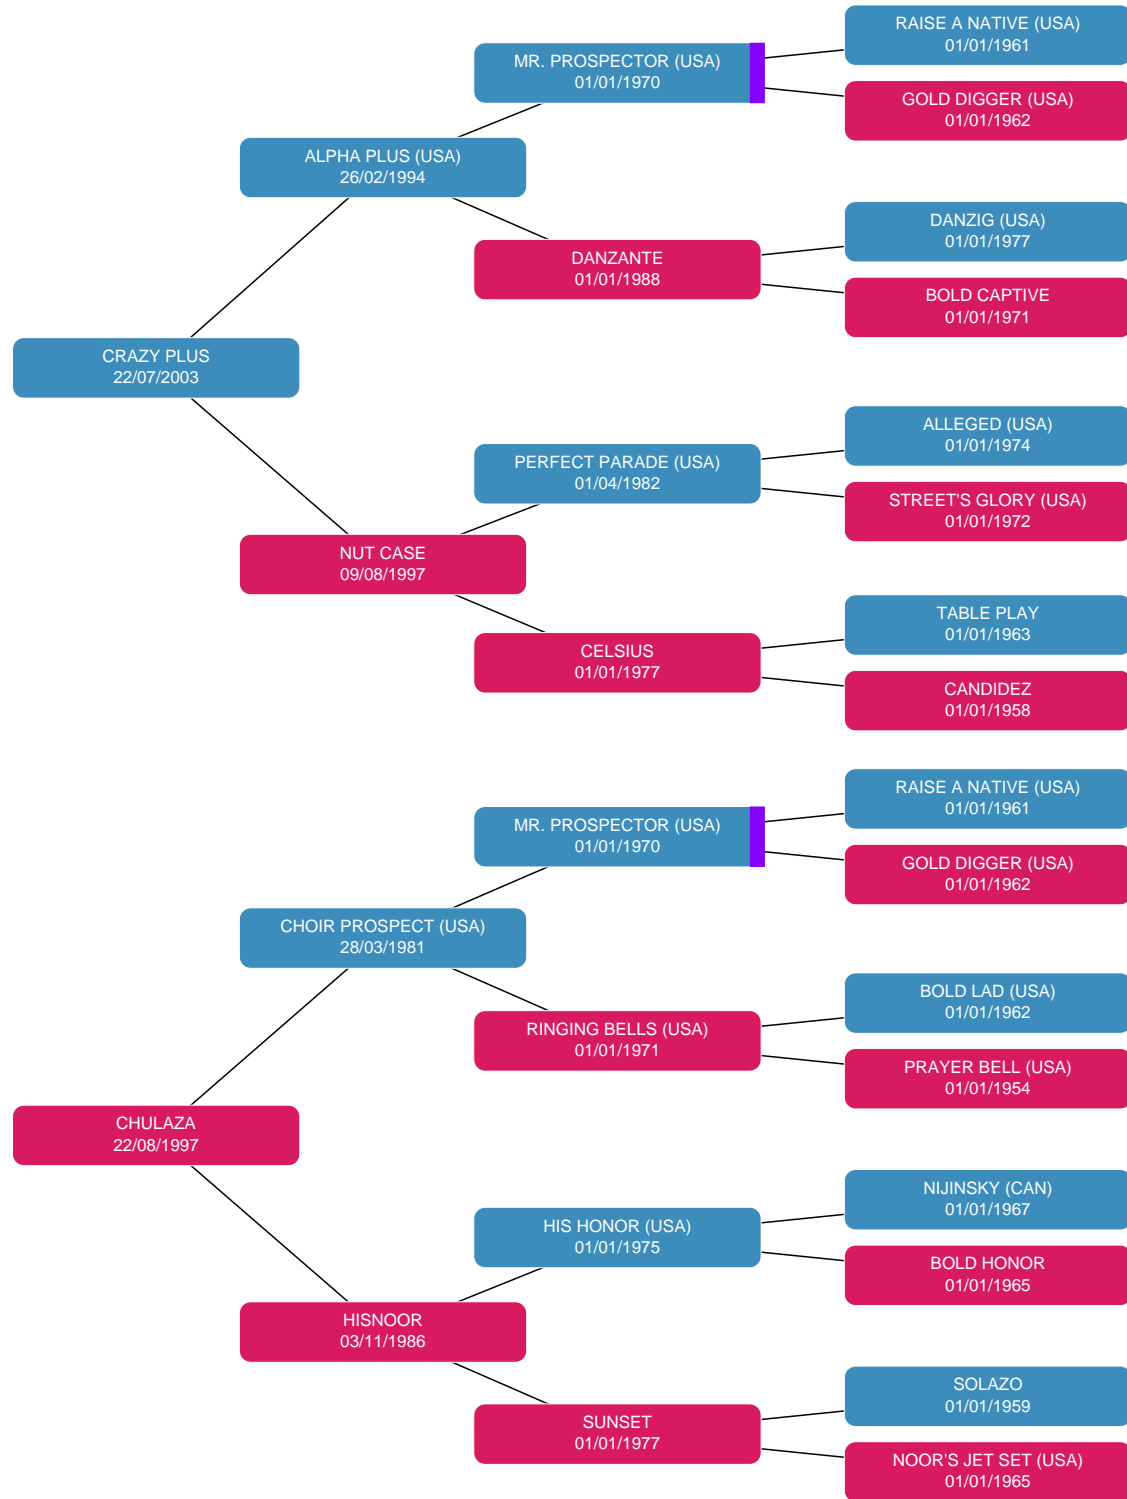 RAISE A NATIVE (USA)
01/01/1961
MR. PROSPECTOR (USA)
01/01/1970
GOLD DIGGER (USA)
01/01/1962
ALPHA PLUS (USA)
26/02/1994
DANZIG (USA)
01/01/1977
DANZANTE
01/01/1988
BOLD CAPTIVE
01/01/1971
CRAZY PLUS
22/07/2003
ALLEGED (USA)
01/01/1974
PERFECT PARADE (USA)
01/04/1982
STREET'S GLORY (USA)
01/01/1972
NUT CASE
09/08/1997
TABLE PLAY
01/01/1963
CELSIUS
01/01/1977
CANDIDEZ
01/01/1958
RAISE A NATIVE (USA)
01/01/1961
MR. PROSPECTOR (USA)
01/01/1970
GOLD DIGGER (USA)
01/01/1962
CHOIR PROSPECT (USA)
28/03/1981
BOLD LAD (USA)
01/01/1962
RINGING BELLS (USA)
01/01/1971
PRAYER BELL (USA)
01/01/1954
CHULAZA
22/08/1997
NIJINSKY (CAN)
01/01/1967
HIS HONOR (USA)
01/01/1975
BOLD HONOR
01/01/1965
HISNOOR
03/11/1986
SOLAZO
01/01/1959
SUNSET
01/01/1977
NOOR'S JET SET (USA)
01/01/1965